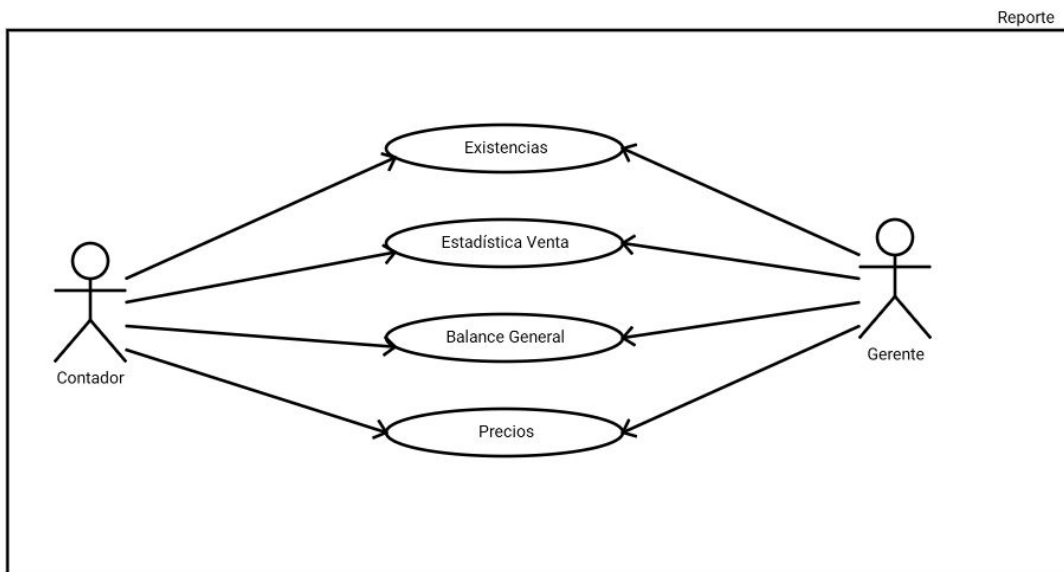 Reporte
Existencias
Estadística Venta
Balance General
Gerente
Contador
Precios